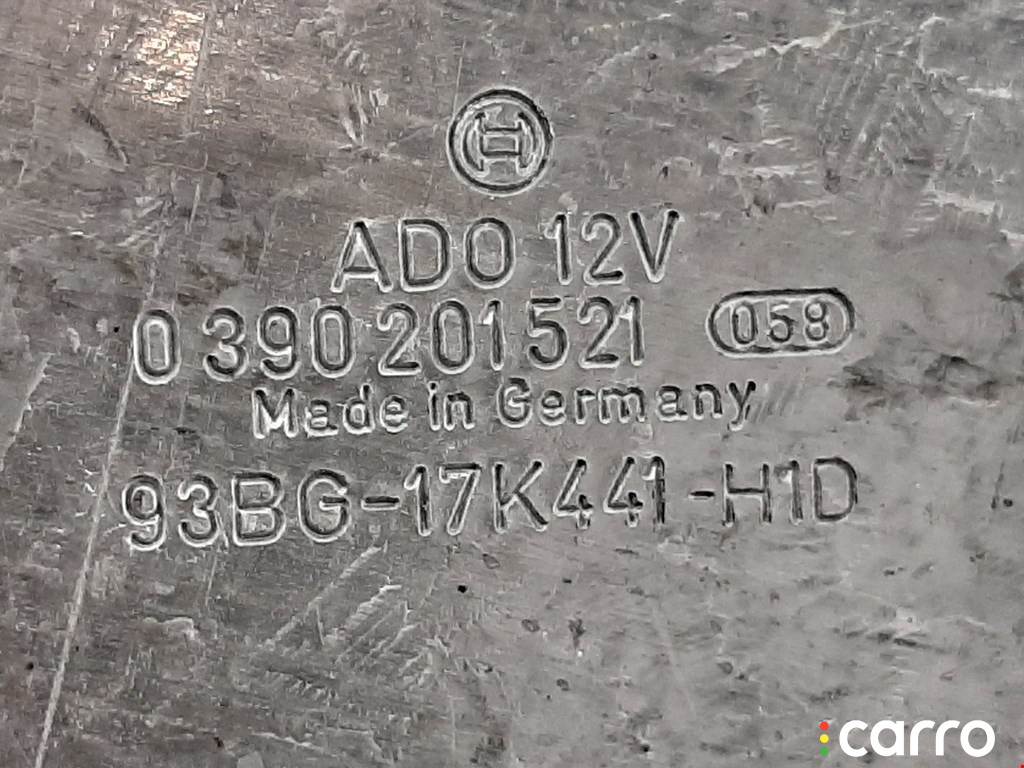 ADO 12V
0 390 201 521 058
Made in Germany
93BG-17K441-H1D
carro